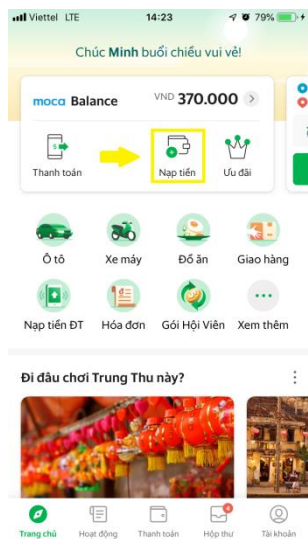 Viettel LTE 14:23 79%
Chúc Minh buổi chiều vui vẻ!
moca Balance VND 370.000
Thanh toán Nạp tiền Ưu đãi
Ô tô Xe máy Đồ ăn Giao hàng
Nạp tiền ĐT Hóa đơn Gói Hội Viên Xem thêm
Đi đâu chơi Trung Thu này?
Trang chủ Hoạt động Thanh toán Hộp thư Tài khoản